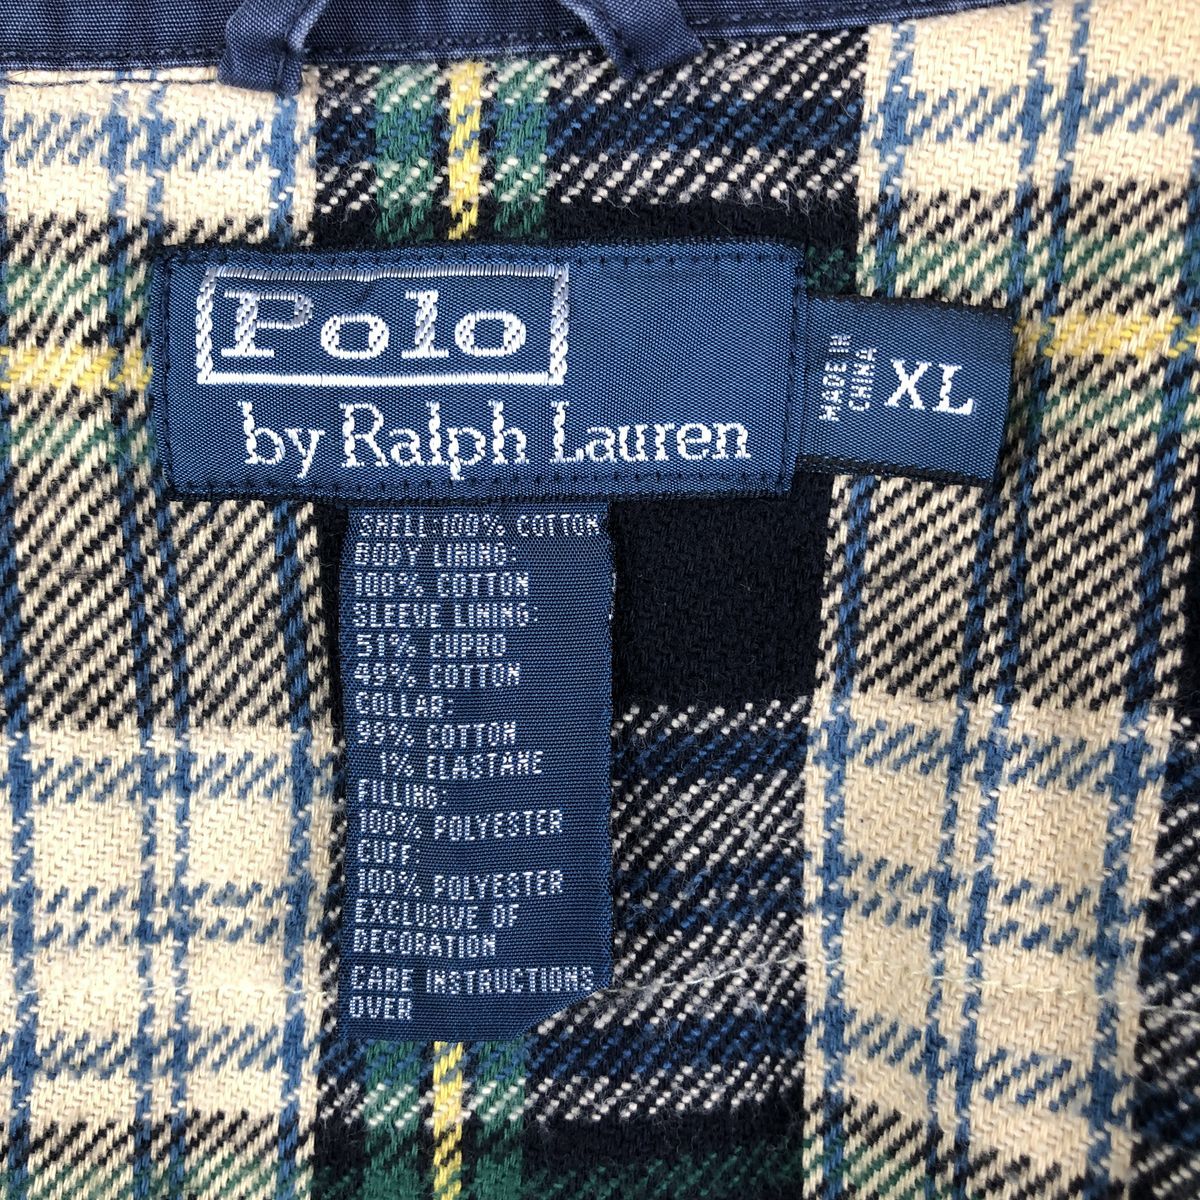 Polo
by Ralph Lauren
MADE IN
CHINA
XL
SHELL-100% COTTON
BODY LINING:
100% COTTON
SLEEVE LINING:
51% CUPRO
49% COTTON
COLLAR:
99% COTTON
1% ELASTANE
FILLING:
100% POLYESTER
CUFF:
100% POLYESTER
EXCLUSIVE OF
DECORATION
CARE INSTRUCTIONS
OVER